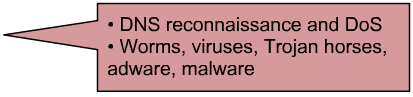 • DNS reconnaissance and DoS
• Worms, viruses, Trojan horses,
adware, malware